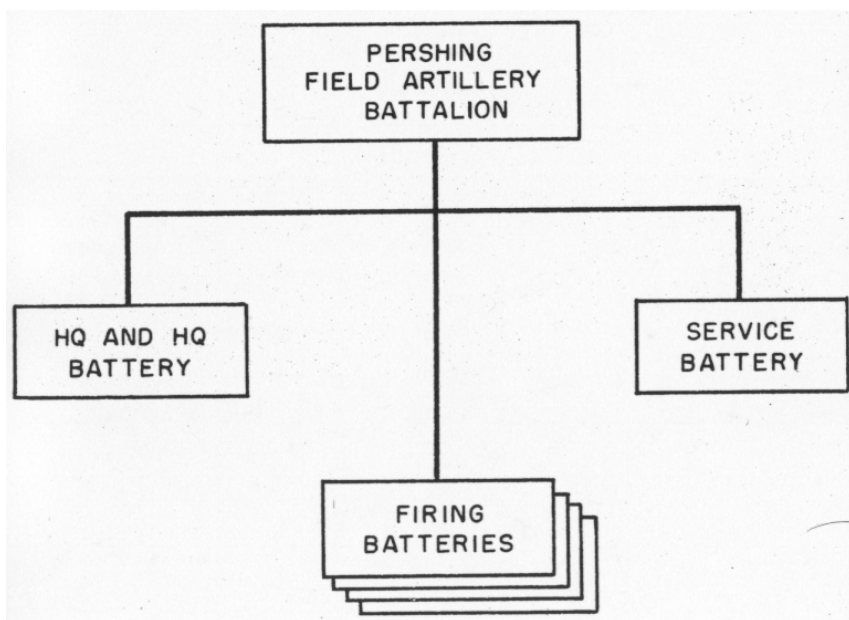 PERSHING
FIELD ARTILLERY
BATTALION
HQ AND HQ
BATTERY
SERVICE
BATTERY
FIRING
BATTERIES